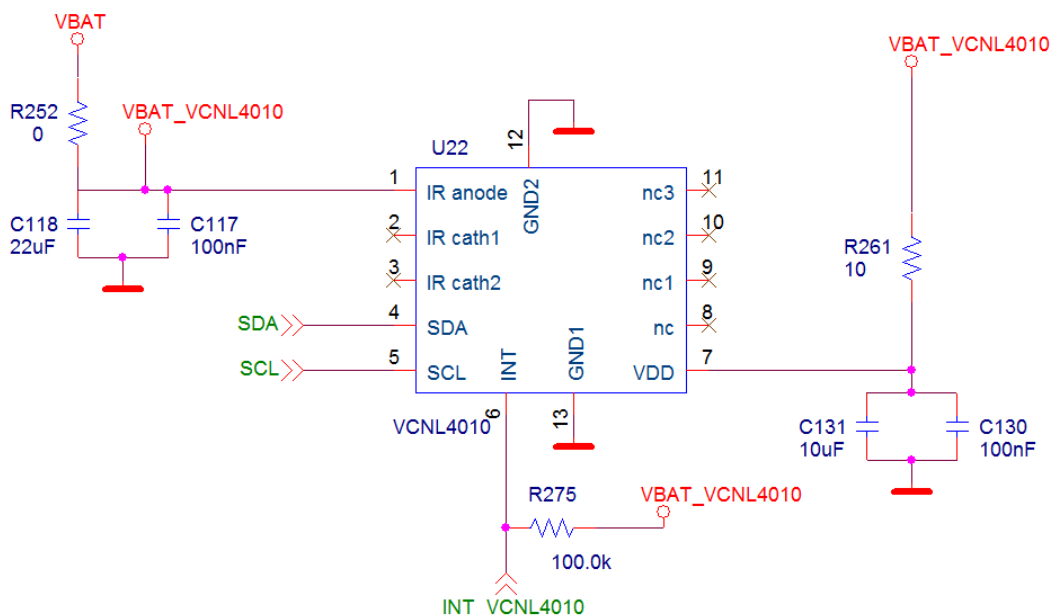 VBAT
VBAT_VCNL4010
R252
0
VBAT_VCNL4010
12
U22
1
IR anode
GND2
nc3
11
C118
22uF
C117
100nF
2
IR cath1
nc2
10
R261
10
3
IR cath2
nc1
9
SDA
4
SDA
nc
8
SCL
5
SCL
INT
GND1
VDD
7
6
VCNL4010
13
C131
10uF
C130
100nF
R275
VBAT_VCNL4010
100.0k
INT_VCNL4010